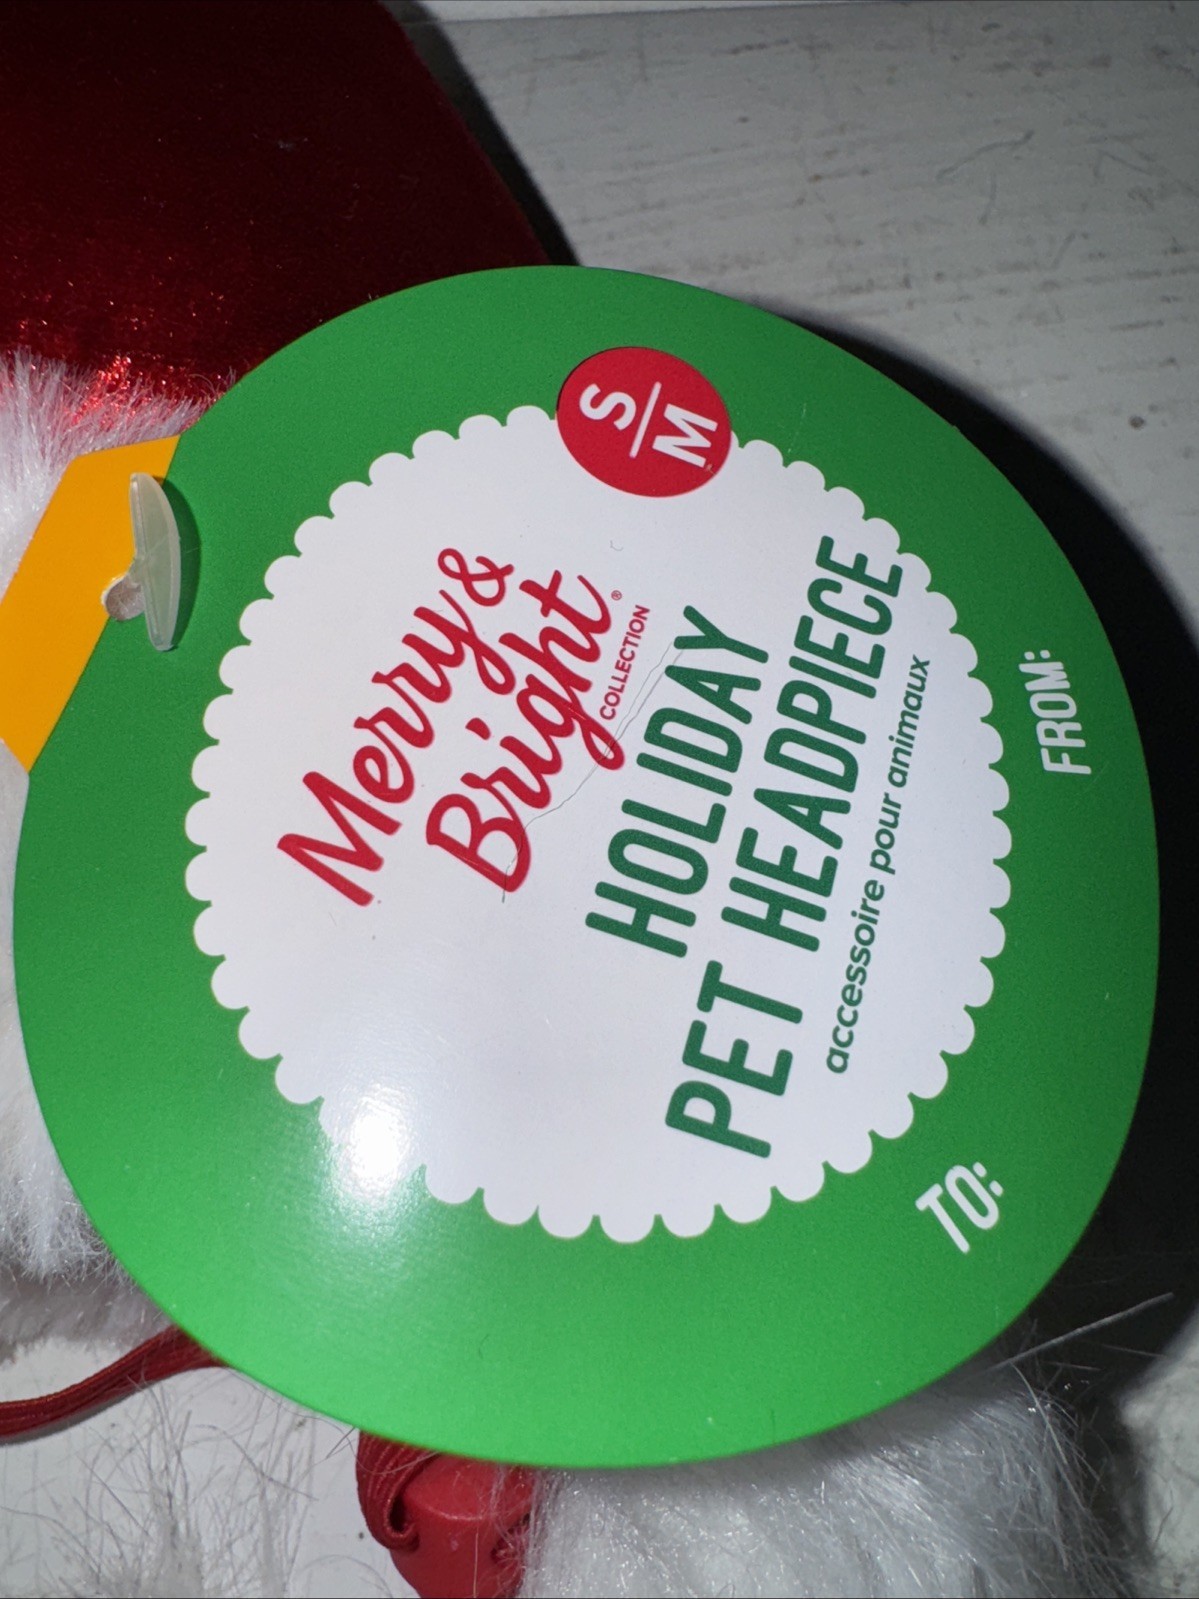 S/M
Merry &
Bright®
COLLECTION
HOLIDAY
PET HEADPIECE
accessoire pour animaux
TO:
FROM: